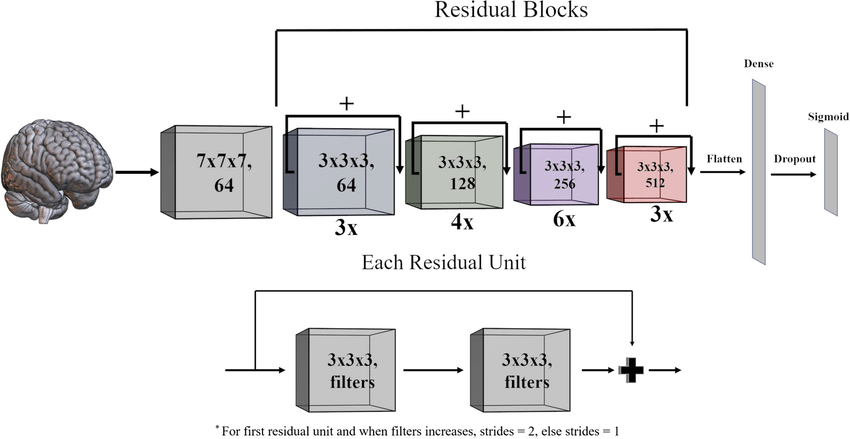 Residual Blocks
Dense
+
+
+
+
Sigmoid
7x7x7,
64
3x3x3,
64
3x3x3,
128
3x3x3,
256
3x3x3,
512
Flatten
Dropout
3x
4x
6x
3x
Each Residual Unit
3x3x3,
filters
3x3x3,
filters
* For first residual unit and when filters increases, strides = 2, else strides = 1